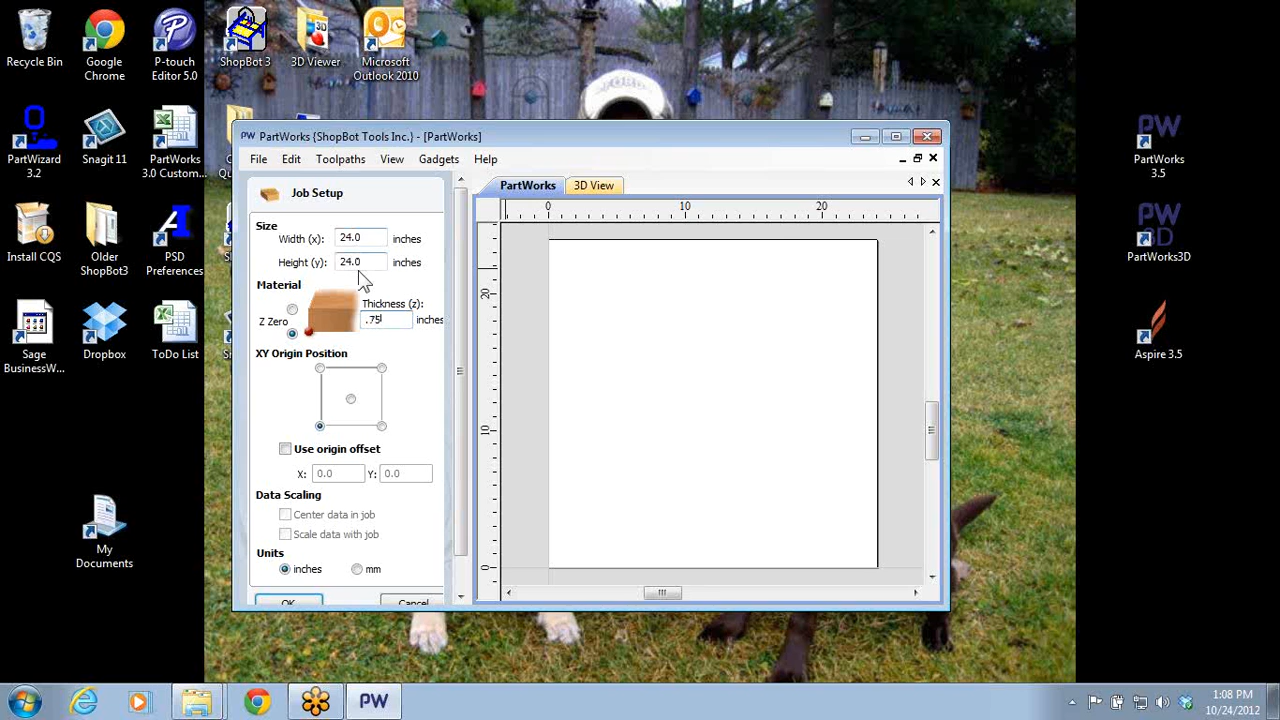 Recycle Bin
Google Chrome
P-touch Editor 5.0
ShopBot 3
3D Viewer
Microsoft Outlook 2010
PartWizard 3.2
Snagit 11
PartWorks 3.0 Custom...
Install CQS
Older ShopBot3
PSD Preferences
Sage BusinessW...
Dropbox
ToDo List
My Documents
PW
PartWorks 3.5
PW 3D
PartWorks3D
Aspire 3.5
PW PartWorks {ShopBot Tools Inc.} - [PartWorks]
File Edit Toolpaths View Gadgets Help
Job Setup
Size
Width (x): 24.0 inches
Height (y): 24.0 inches
Material
Thickness (z):
Z Zero .75 inches
XY Origin Position
Use origin offset
X: 0.0 Y: 0.0
Data Scaling
Center data in job
Scale data with job
Units
inches mm
OK Cancel
PartWorks 3D View
0 10 20
20
10
0
PW
1:08 PM
10/24/2012